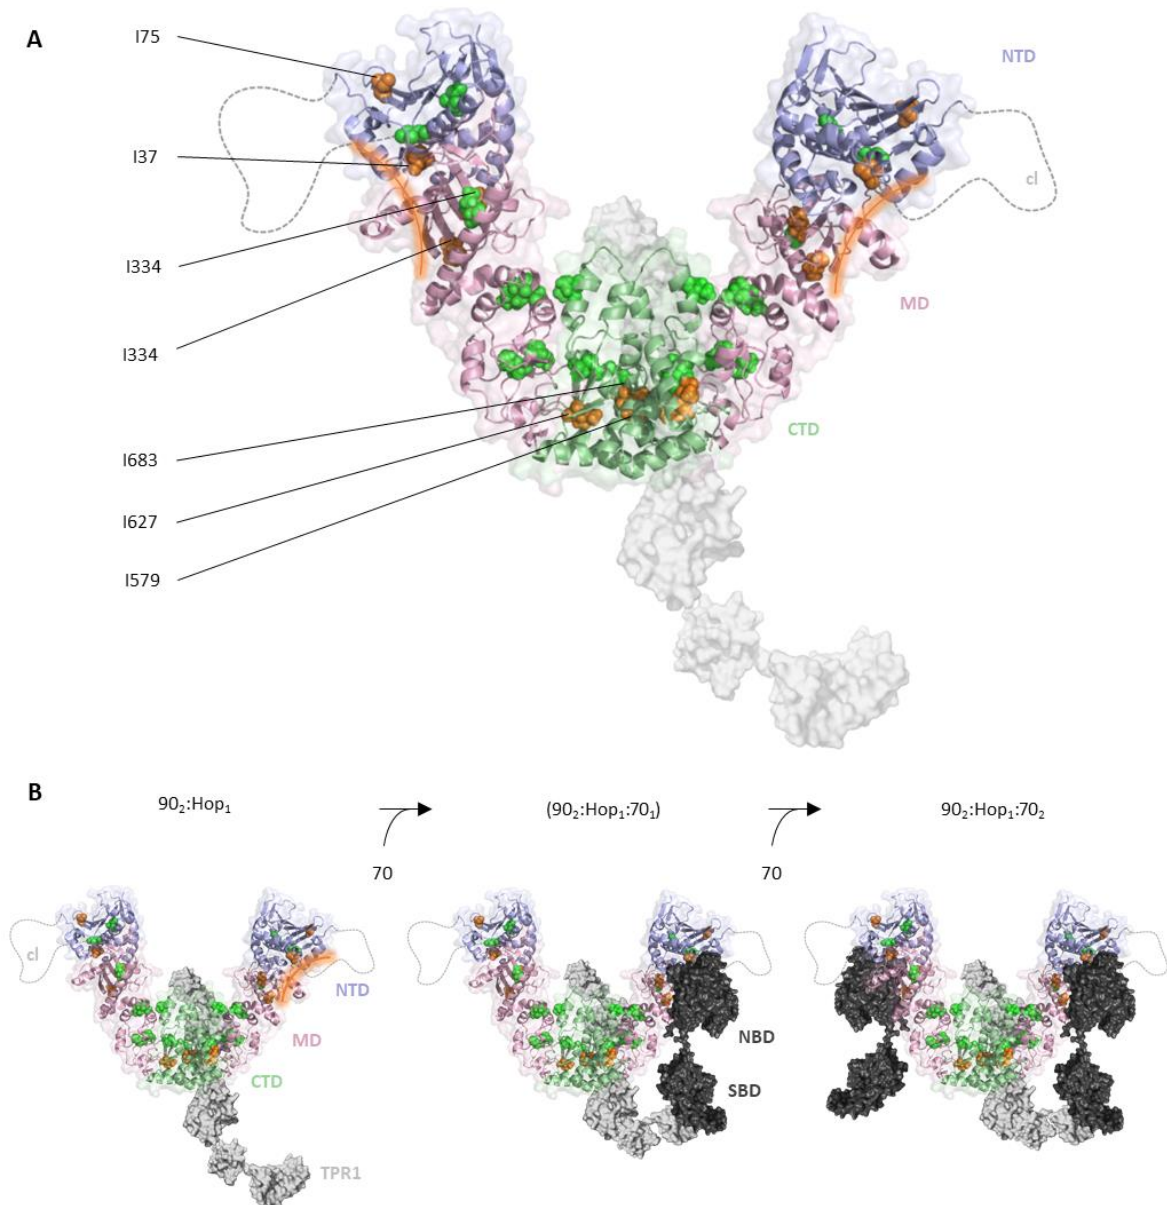 A
I75
NTD
I37
cl
I334
MD
I334
CTD
I683
I627
I579
B
90₂:Hop₁
(90₂:Hop₁:70₁)
90₂:Hop₁:70₂
70
70
cl
NTD
MD
NBD
CTD
SBD
TPR1